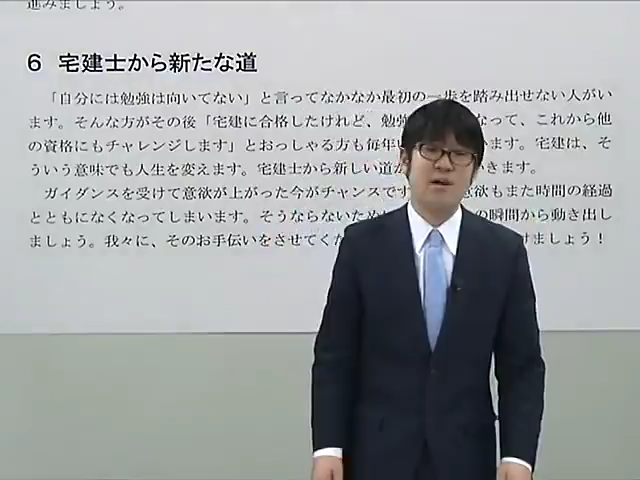 進みましょう。
6 宅建士から新たな道
「自分には勉強は向いてない」と言ってなかなか最初の一歩を踏み出せない人がい
ます。そんな方がその後「宅建に合格したけれど、勉強 なって、これから他
の資格にもチャレンジします」とおっしゃる方も毎年 います。宅建は、そ
ういう意味でも人生を変えます。宅建士から新しい道が きます。
ガイダンスを受けて意欲が上がった今がチャンスです 意欲もまた時間の経過
とともになくなってしまいます。そうならないため の瞬間から動き出し
ましょう。我々に、そのお手伝いをさせてくだ けましょう！